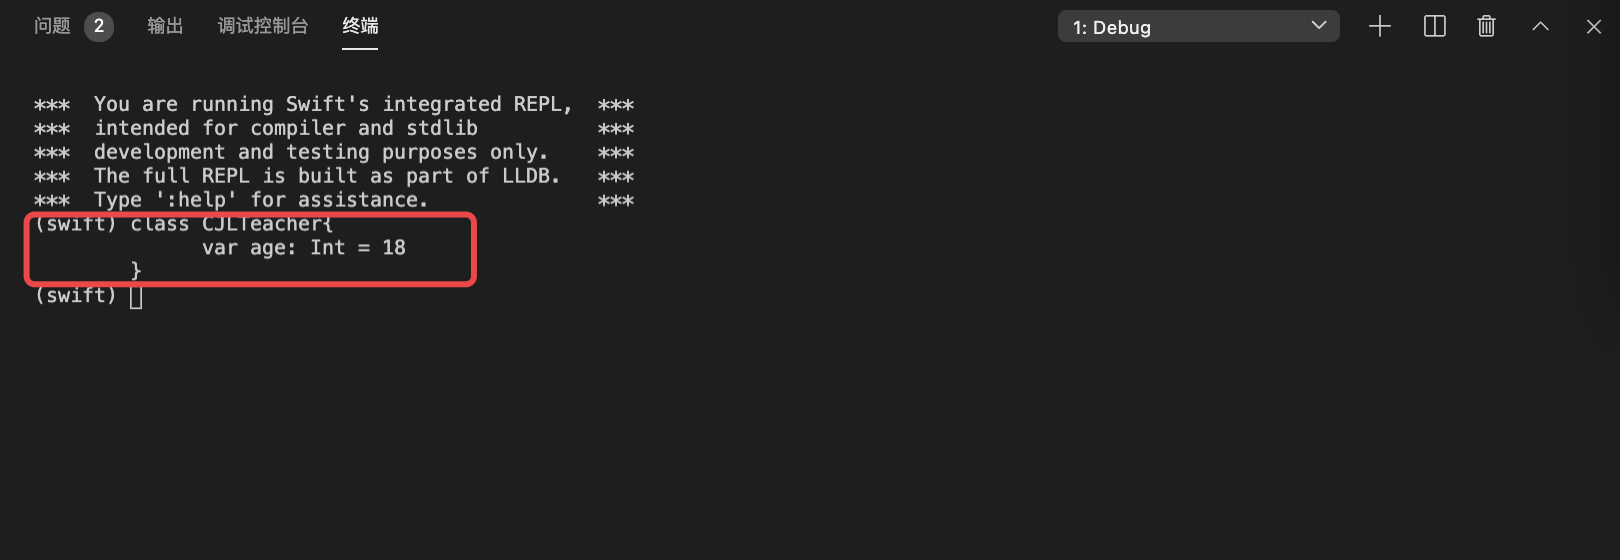 问题 2 输出 调试控制台 终端 1: Debug
*** You are running Swift's integrated REPL, ***
*** intended for compiler and stdlib ***
*** development and testing purposes only. ***
*** The full REPL is built as part of LLDB. ***
*** Type ':help' for assistance. ***
(swift) class CJLTeacher{
var age: Int = 18
}
(swift)